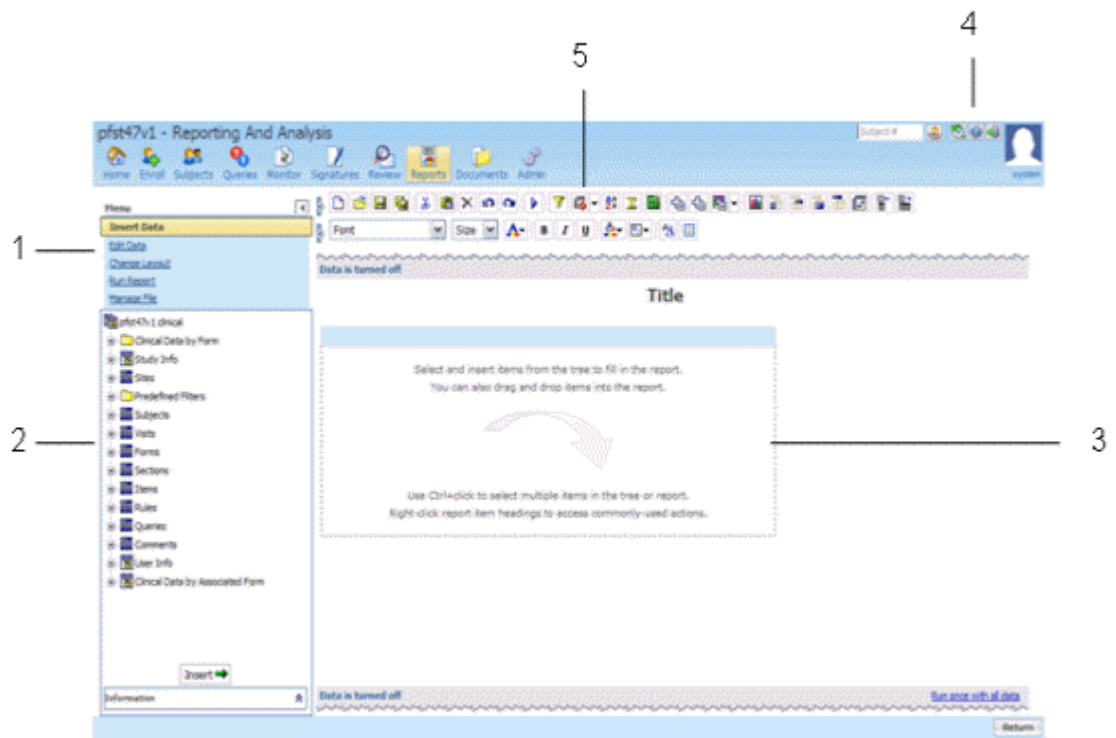 4
5
pfst47v1 - Reporting And Analysis
Subject #
Home Enroll Subjects Queries Monitor Signatures Review Reports Documents Admin
system
Menu
Insert Data
Font Size A B I U
1
Edit Data
Change Layout
Data is turned off
Run Report
Manage File
Title
pfst47v1 clinical
Clinical Data by Form
Study Info
Select and insert items from the tree to fill in the report.
Sites
You can also drag and drop items into the report.
Predefined Filters
Subjects
Visits
2
3
Forms
Sections
Items
Use Ctrl+click to select multiple items in the tree or report.
Rules
Right-click report item headings to access commonly-used actions.
Queries
Comments
User Info
Clinical Data by Associated Form
Insert
Information
Data is turned off
Run once with all data
Return